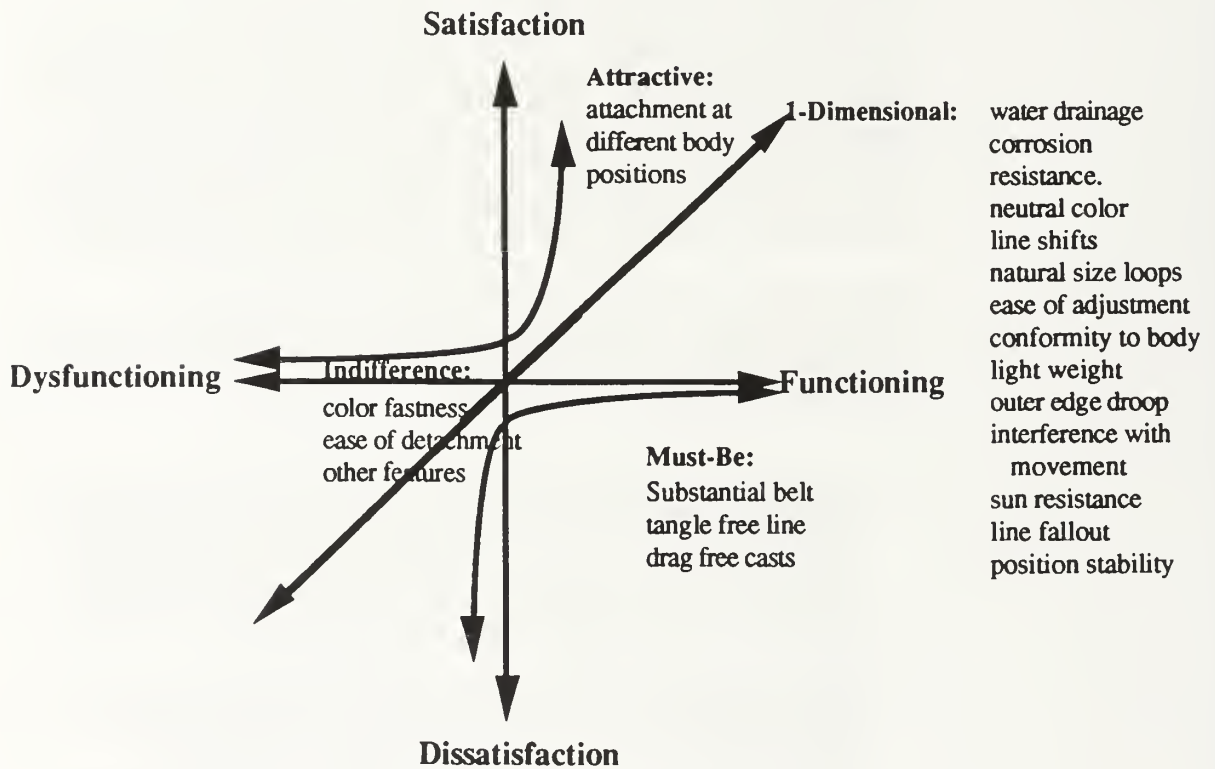 Satisfaction
Attractive:
attachment at
different body
positions
1-Dimensional:
water drainage
corrosion
resistance.
neutral color
line shifts
natural size loops
ease of adjustment
conformity to body
light weight
outer edge droop
interference with
movement
sun resistance
line fallout
position stability
Dysfunctioning
Indifference:
color fastness
ease of detachment
other features
Functioning
Must-Be:
Substantial belt
tangle free line
drag free casts
Dissatisfaction